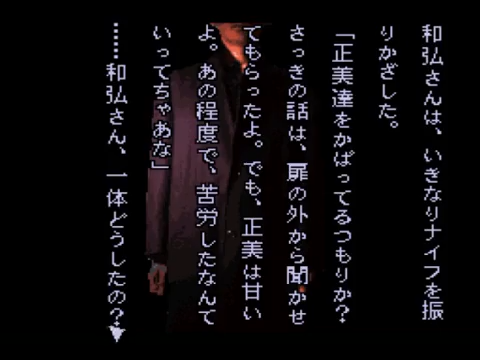 和弘さんは、いきなりナイフを振
りかざした。
「正美達をかばってるつもりか？
さっきの話は、扉の外から聞かせ
てもらったよ。でも、正美は甘い
よ。あの程度で、苦労したなんて
いってちゃあな」
……和弘さん、一体どうしたの？▼